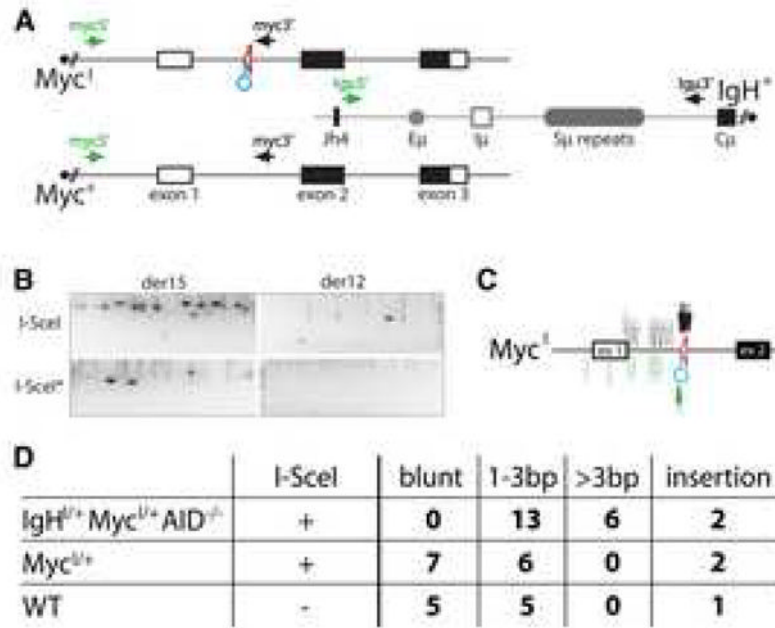 A
myc5' myc3'
Myc^I
Igμ5' Igμ3' IgH^+
Jh4 Eμ Iμ Sμ repeats Cμ
myc5' myc3'
Myc^+
exon 1 exon 2 exon 3
B
der15 der12
I-SceI
I-SceI*
C
Myc^I ex 1 ex 2
D
I-SceI blunt 1-3bp >3bp insertion
IgH^I/+ Myc^I/+ AID^-/- + 0 13 6 2
Myc^I/+ + 7 6 0 2
WT - 5 5 0 1